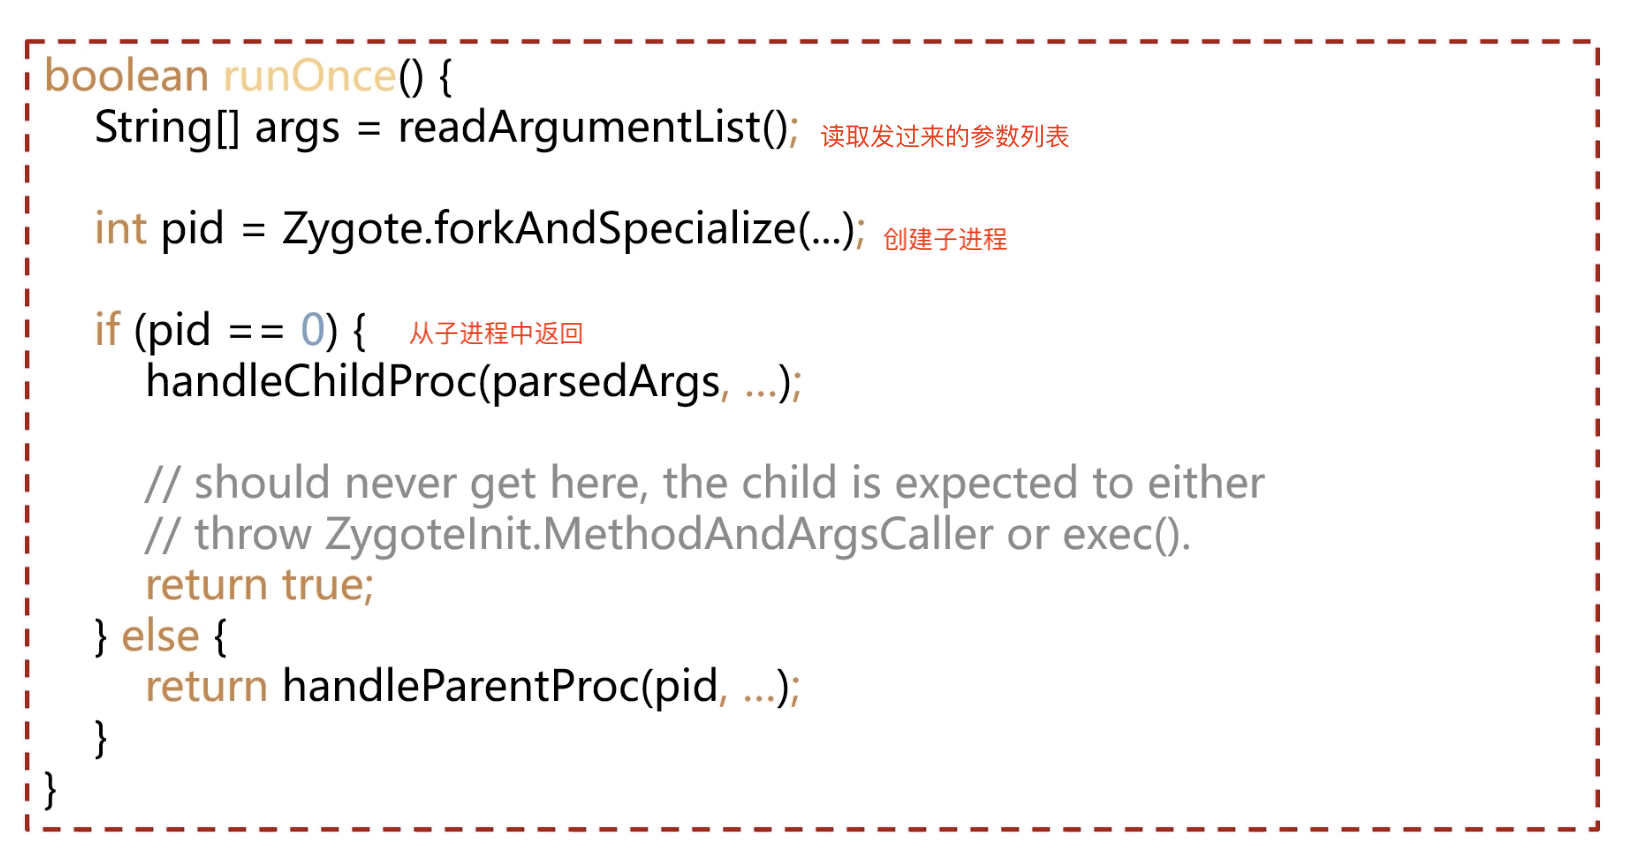 boolean runOnce() {
String[] args = readArgumentList(); 读取发过来的参数列表
int pid = Zygote.forkAndSpecialize(...); 创建子进程
if (pid == 0) { 从子进程中返回
handleChildProc(parsedArgs, ...);
// should never get here, the child is expected to either
// throw ZygoteInit.MethodAndArgsCaller or exec().
return true;
} else {
return handleParentProc(pid, ...);
}
}